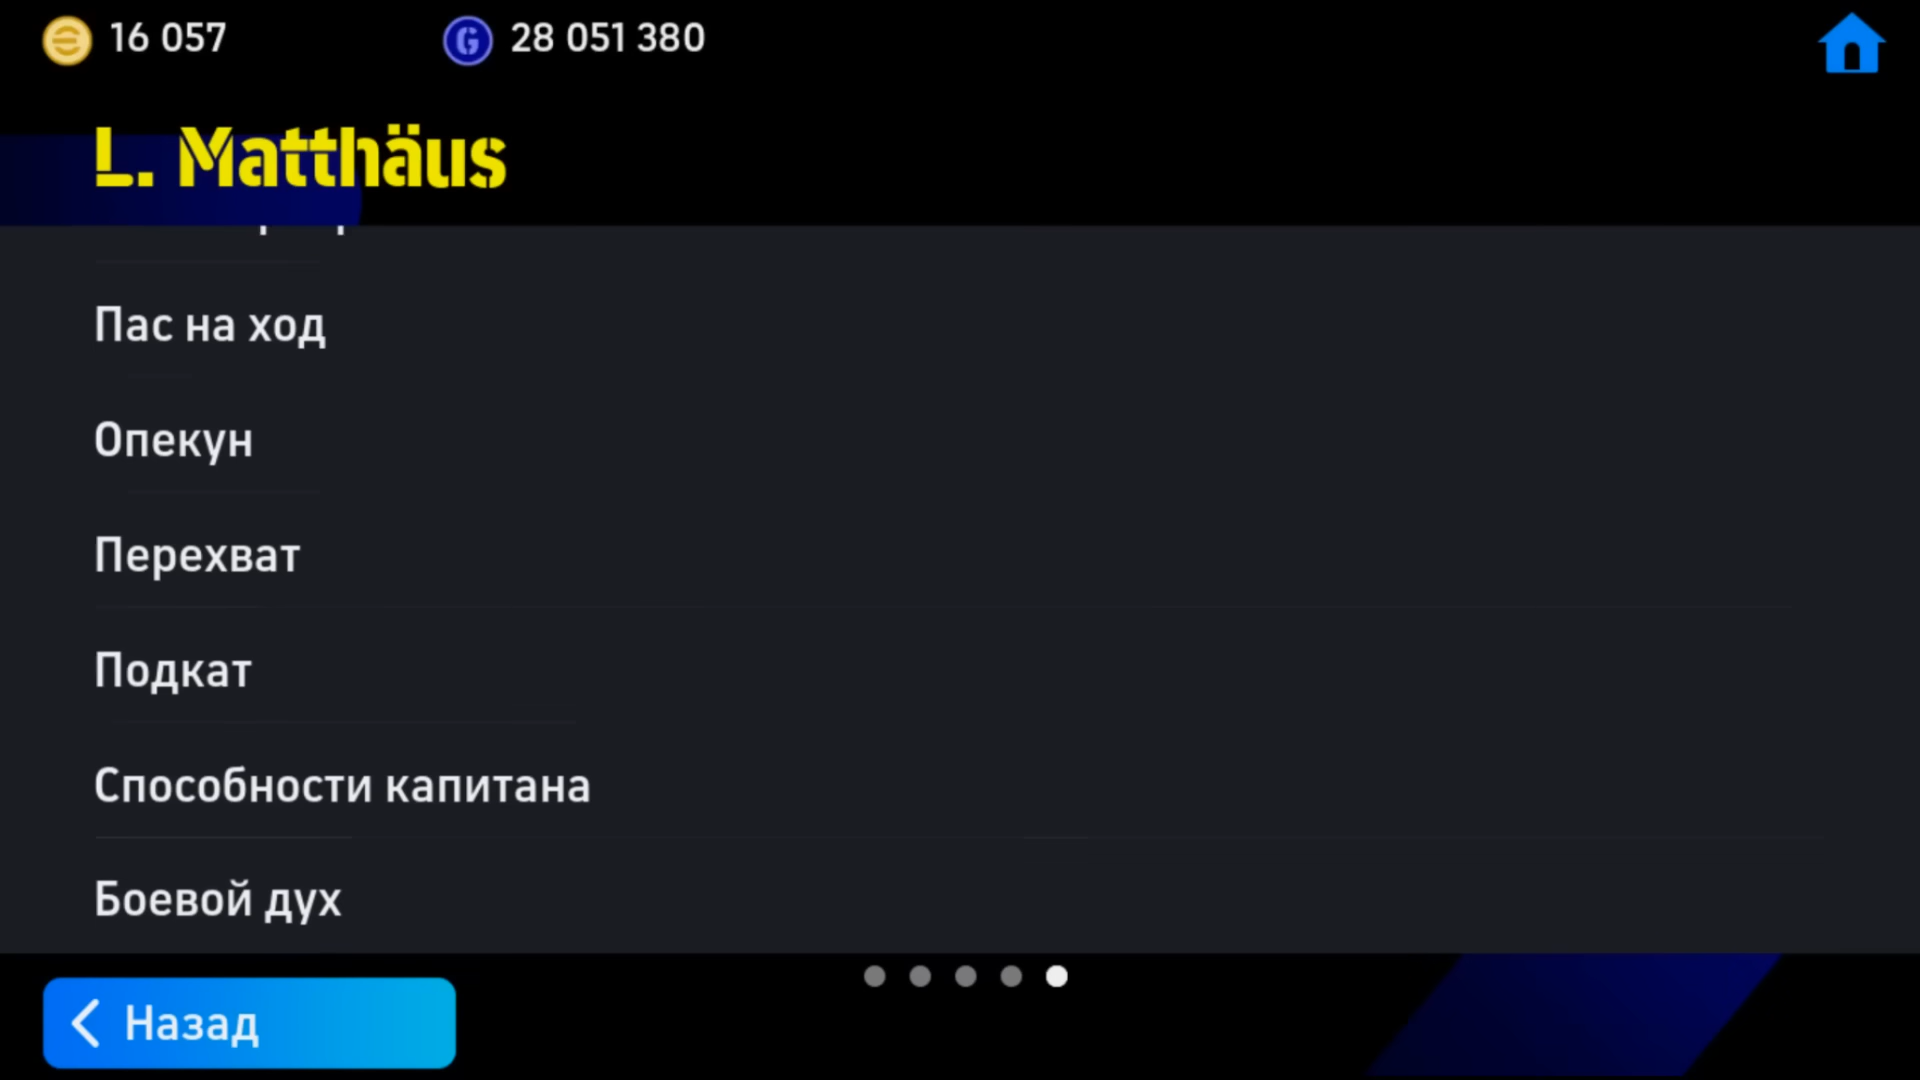 16 057
28 051 380
L. Matthäus
Пас на ход
Опекун
Перехват
Подкат
Способности капитана
Боевой дух
Назад